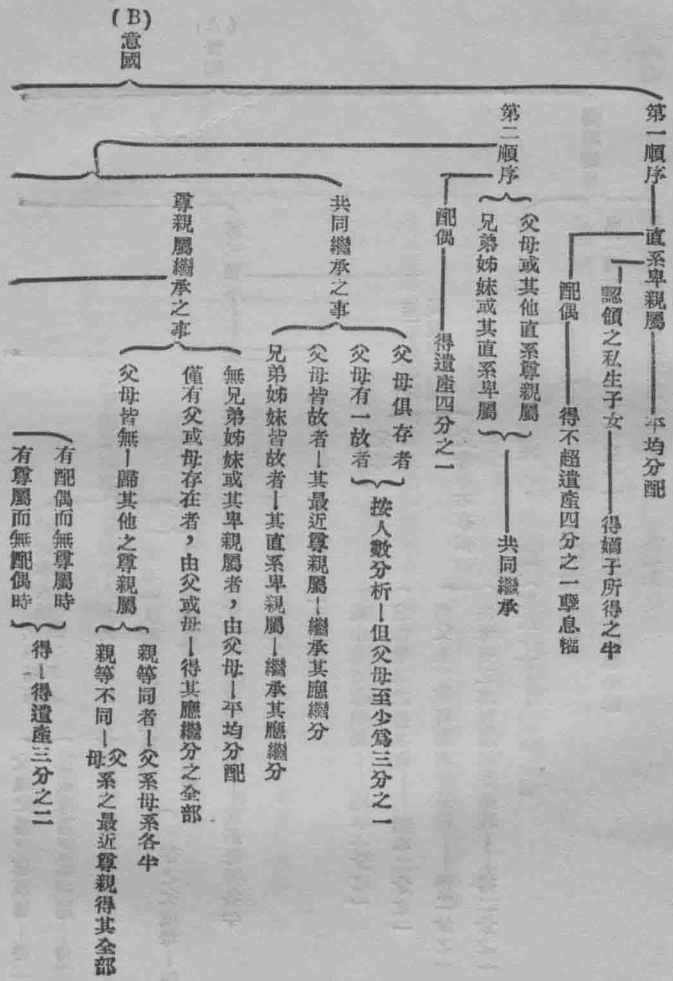 (B)意國
第一順序
直系卑親屬
平均分配
認領之私生子女
得嫡子所得之半
配偶
得不超遺產四分之一孳息權
第二順序
父母或其他直系尊親屬
兄弟姊妹或其直系卑屬
共同繼承
配偶
得遺產四分之一
共同繼承之事
父母俱存者
父母有一故者
按人數分析
但父母至少爲三分之一
父母皆故者
其最近尊親屬
繼承其應繼分
兄弟姊妹皆故者
其直系卑親屬
繼承其應繼分
尊親屬繼承之事
無兄弟姊妹或其卑親屬者，由父母
平均分配
僅有父或母存在者，由父或母
得其應繼分之全部
父母皆無
歸其他之尊親屬
親等同者
父系母系各半
親等不同
父母系之最近尊親得其全部
有配偶而無尊屬時
有尊屬而無配偶時
得
得遺產三分之二